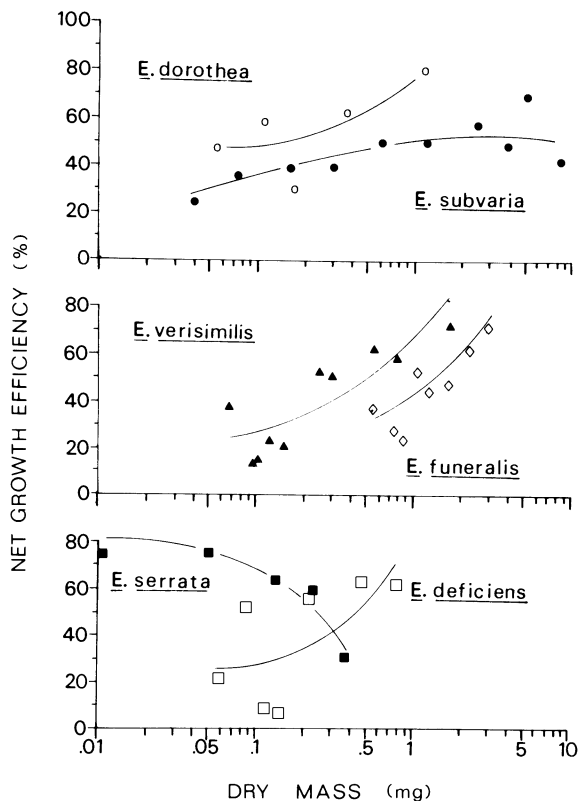 100
80
60
40
20
0
E. dorothea
E. subvaria
80
60
40
20
0
E. verisimilis
E. funeralis
80
60
40
20
0
E. serrata
E. deficiens
.01
.05
.1
.5
1
5
10
NET GROWTH EFFICIENCY (%)
DRY MASS (mg)